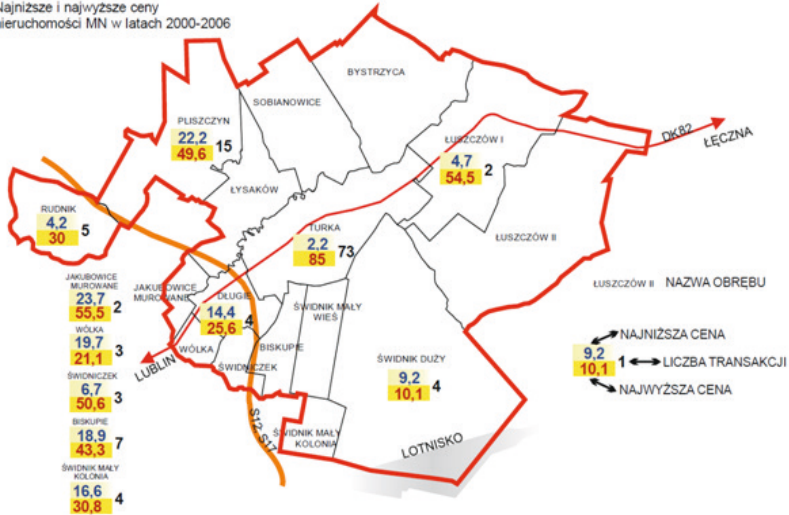 Najniższe i najwyższe ceny
nieruchomości MN w latach 2000-2006
BYSTRZYCA
SOBIANOWICE
PLISZCZYN
22,2
49,6
15
ŁUSZCZÓW I
4,7
54,5
2
DK82
ŁĘCZNA
ŁYSAKÓW
RUDNIK
4,2
30
5
TURKA
2,2
85
73
ŁUSZCZÓW II
JAKUBOWICE
MUROWANE
DŁUGIE
14,4
25,6
4
ŚWIDNIK MAŁY
WIEŚ
WÓLKA
BISKUPIE
ŚWIDNICZEK
LUBLIN
ŚWIDNIK DUŻY
9,2
10,1
4
S12, S17
ŚWIDNIK MAŁY
KOLONIA
LOTNISKO
JAKUBOWICE
MUROWANE
23,7
55,5
2
WÓLKA
19,7
21,1
3
ŚWIDNICZEK
6,7
50,6
3
BISKUPIE
18,9
43,3
7
ŚWIDNIK MAŁY
KOLONIA
16,6
30,8
4
ŁUSZCZÓW II NAZWA OBRĘBU
NAJNIŻSZA CENA
9,2
10,1
1
LICZBA TRANSAKCJI
NAJWYŻSZA CENA